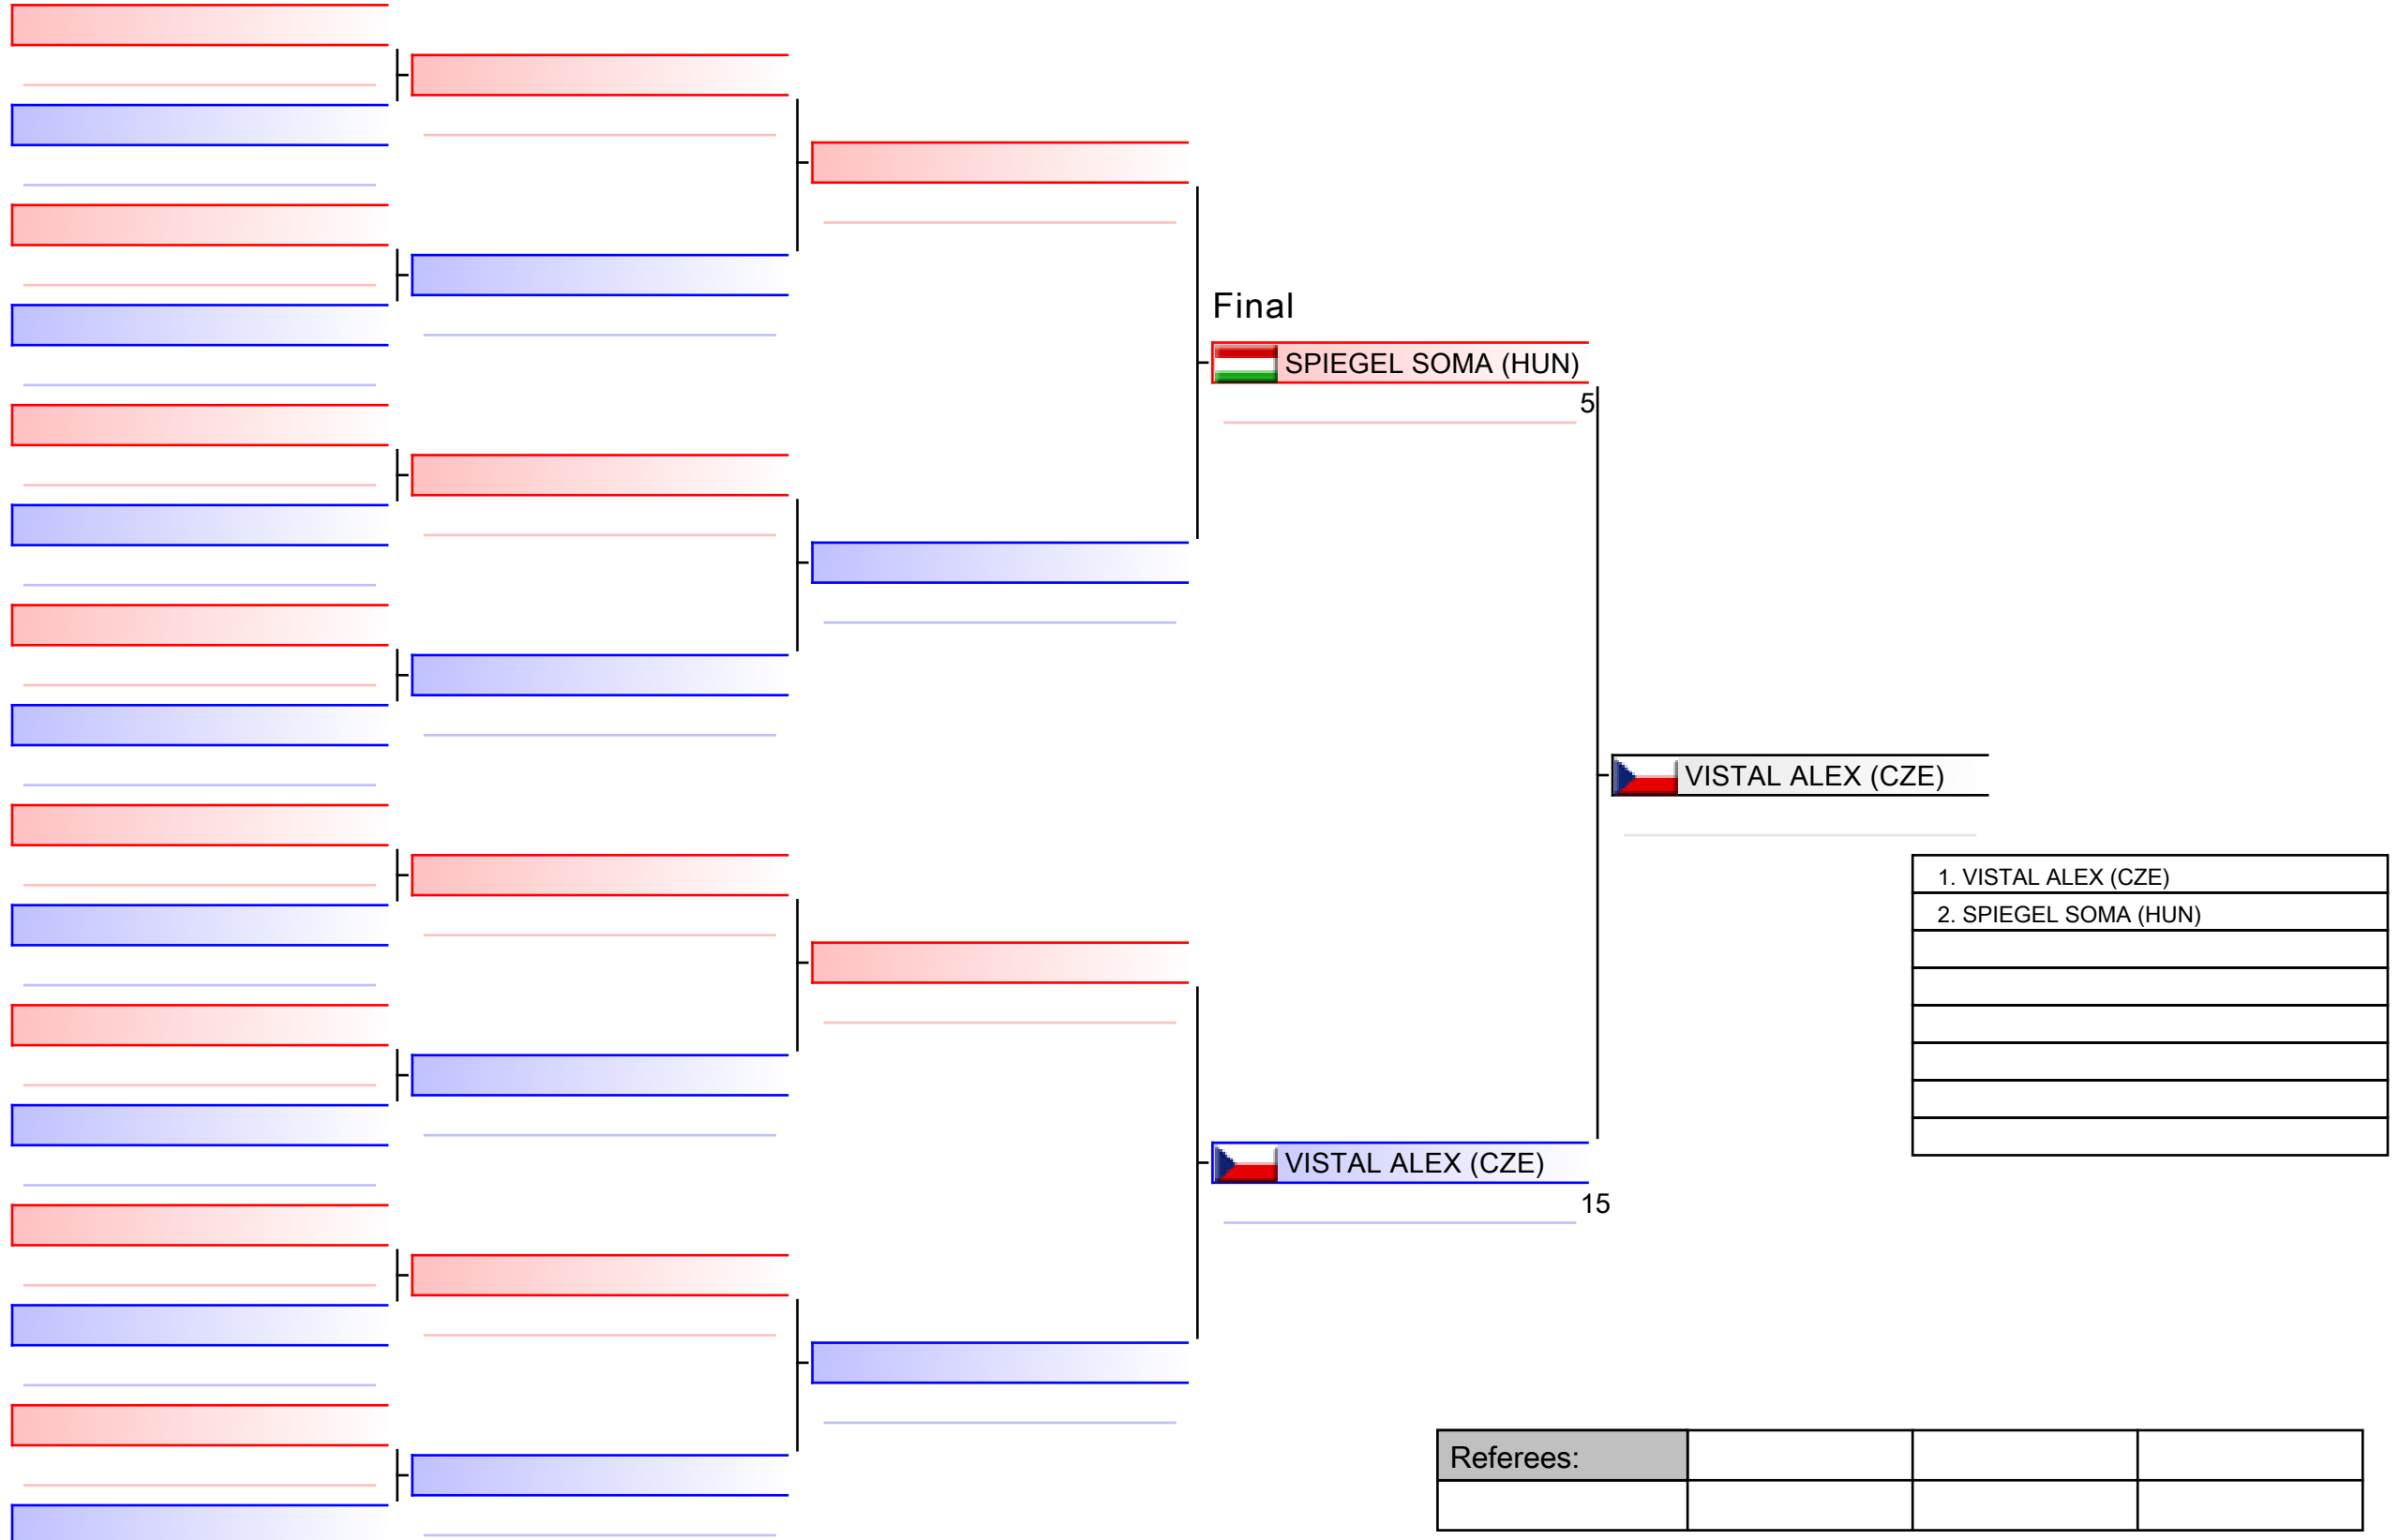 Final
SPIEGEL SOMA (HUN)
5
VISTAL ALEX (CZE)
1. VISTAL ALEX (CZE)
2. SPIEGEL SOMA (HUN)
VISTAL ALEX (CZE)
15
Referees: